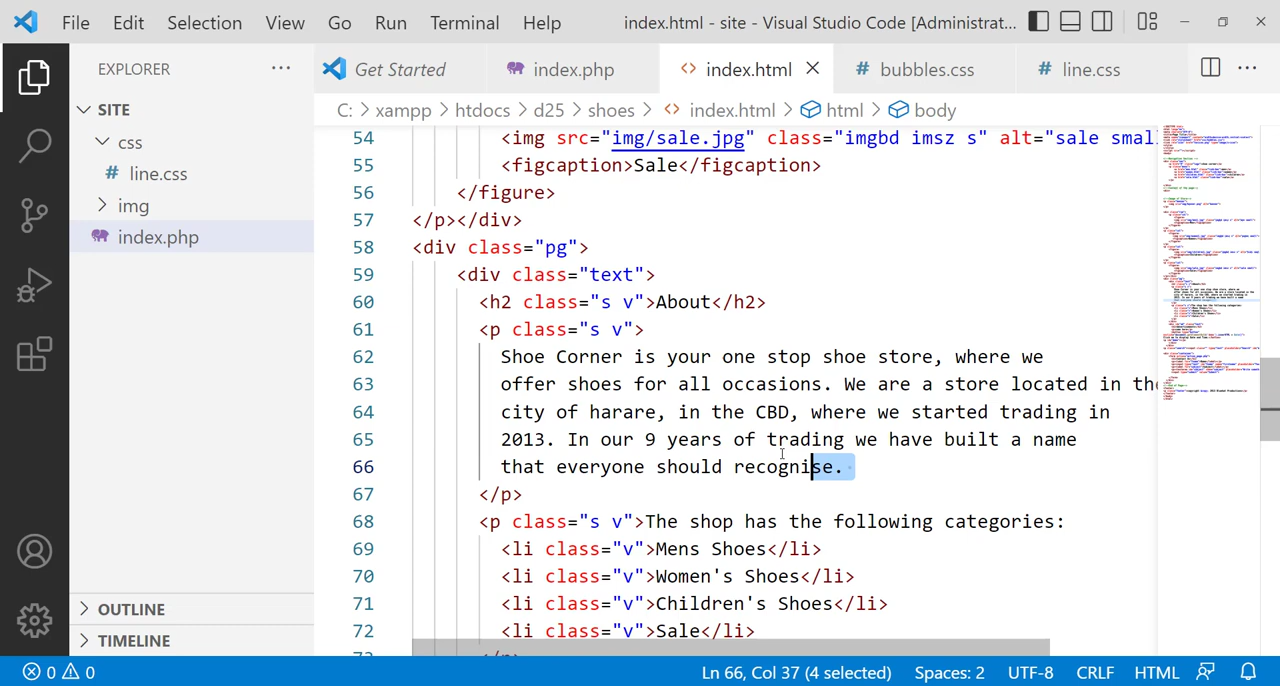 File Edit Selection View Go Run Terminal Help index.html - site - Visual Studio Code [Administrat...
EXPLORER ... Get Started index.php <> index.html # bubbles.css # line.css ...
SITE
C: > xampp > htdocs > d25 > shoes > <> index.html > html > body
css
# line.css
img
index.php
54 <img src="img/sale.jpg" class="imgbd imsz s" alt="sale small
55 <figcaption>Sale</figcaption>
56 </figure>
57 </p></div>
58 <div class="pg">
59 <div class="text">
60 <h2 class="s v">About</h2>
61 <p class="s v">
62 Shoe Corner is your one stop shoe store, where we
63 offer shoes for all occasions. We are a store located in the
64 city of harare, in the CBD, where we started trading in
65 2013. In our 9 years of trading we have built a name
66 that everyone should recognise.
67 </p>
68 <p class="s v">The shop has the following categories:
69 <li class="v">Mens Shoes</li>
70 <li class="v">Women's Shoes</li>
71 <li class="v">Children's Shoes</li>
72 <li class="v">Sale</li>
OUTLINE
TIMELINE
0 0 Ln 66, Col 37 (4 selected) Spaces: 2 UTF-8 CRLF HTML